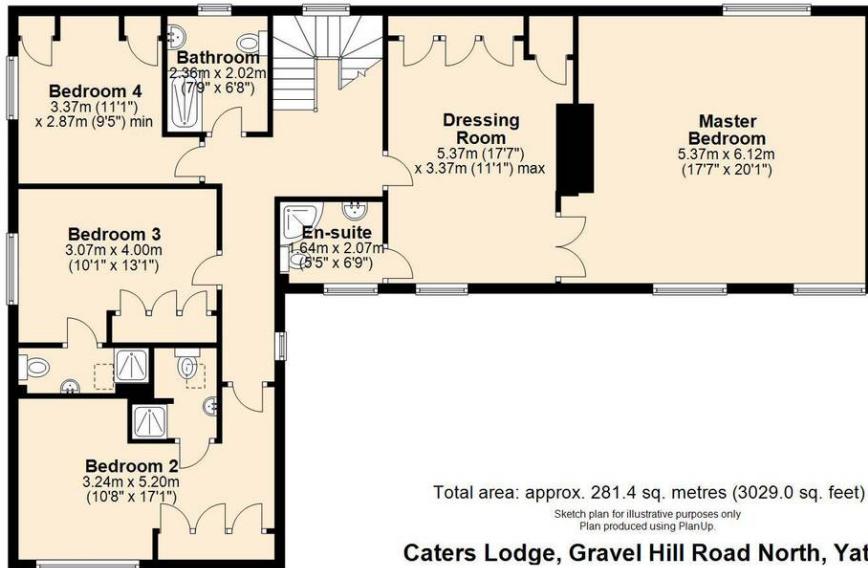 Bathroom
2.36m x 2.02m
(7'9" x 6'8")
Bedroom 4
3.37m (11'1")
x 2.87m (9'5") min
Dressing
Room
5.37m (17'7")
x 3.37m (11'1") max
Master
Bedroom
5.37m x 6.12m
(17'7" x 20'1")
Bedroom 3
3.07m x 4.00m
(10'1" x 13'1")
En-suite
1.64m x 2.07m
(5'5" x 6'9")
Bedroom 2
3.24m x 5.20m
(10'8" x 17'1")
Total area: approx. 281.4 sq. metres (3029.0 sq. feet)
Sketch plan for illustrative purposes only
Plan produced using PlanUp.
Caters Lodge, Gravel Hill Road North, Yat